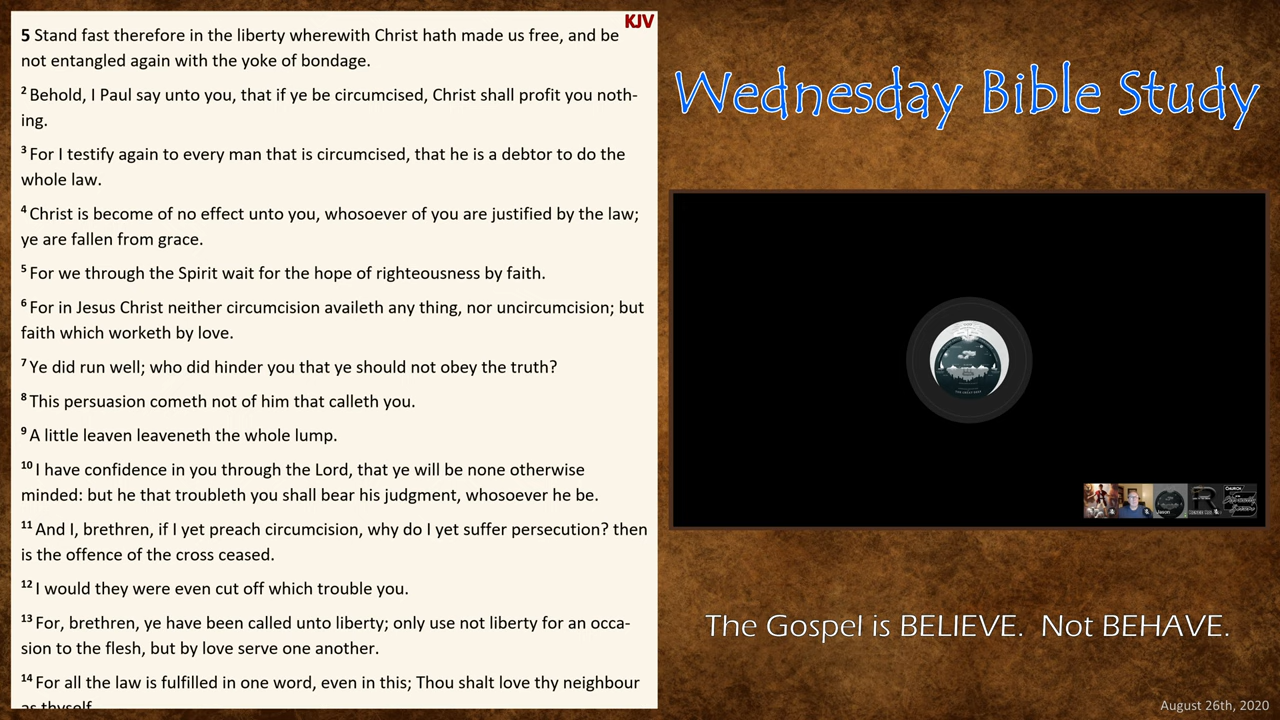 KJV
5 Stand fast therefore in the liberty wherewith Christ hath made us free, and be
not entangled again with the yoke of bondage.
2 Behold, I Paul say unto you, that if ye be circumcised, Christ shall profit you noth-
ing.
3 For I testify again to every man that is circumcised, that he is a debtor to do the
whole law.
4 Christ is become of no effect unto you, whosoever of you are justified by the law;
ye are fallen from grace.
5 For we through the Spirit wait for the hope of righteousness by faith.
6 For in Jesus Christ neither circumcision availeth any thing, nor uncircumcision; but
faith which worketh by love.
7 Ye did run well; who did hinder you that ye should not obey the truth?
8 This persuasion cometh not of him that calleth you.
9 A little leaven leaveneth the whole lump.
10 I have confidence in you through the Lord, that ye will be none otherwise
minded: but he that troubleth you shall bear his judgment, whosoever he be.
11 And I, brethren, if I yet preach circumcision, why do I yet suffer persecution? then
is the offence of the cross ceased.
12 I would they were even cut off which trouble you.
13 For, brethren, ye have been called unto liberty; only use not liberty for an occa-
sion to the flesh, but by love serve one another.
14 For all the law is fulfilled in one word, even in this; Thou shalt love thy neighbour
as thyself
Wednesday Bible Study
Jason
CHURCH
The Gospel is BELIEVE. Not BEHAVE.
August 26th, 2020